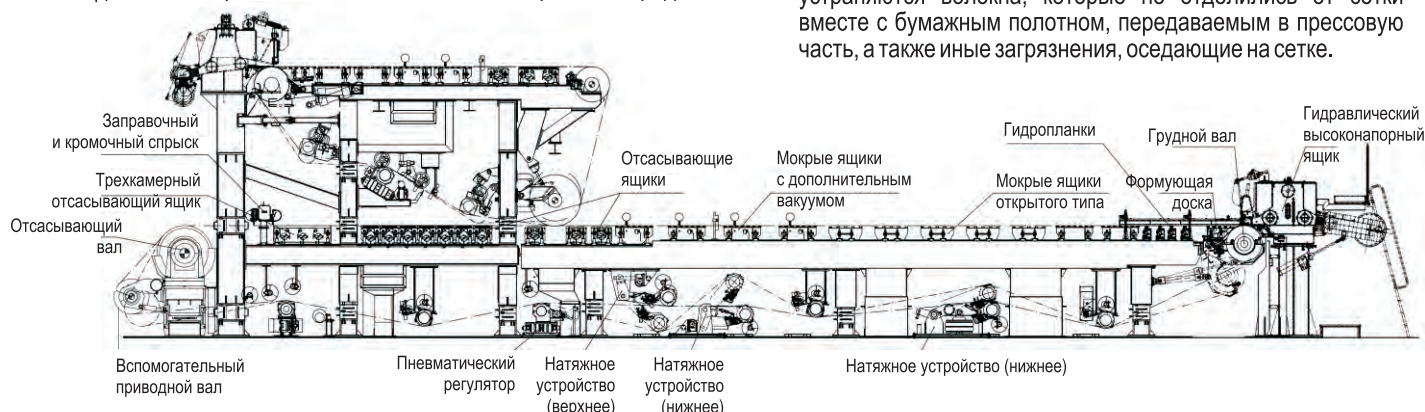 устраняются волокна, которые не отделились от сетки
вместе с бумажным полотном, передаваемым в прессовую
часть, а также иные загрязнения, оседающие на сетке.
Заправочный
и кромочный спрыск
Трехкамерный
отсасывающий ящик
Отсасывающий
вал
Отсасывающие
ящики
Мокрые ящики
с дополнительным
вакуумом
Гидропланки
Мокрые ящики
открытого типа
Грудной вал
Формующая
доска
Гидравлический
высоконапорный
ящик
Вспомогательный
приводной вал
Пневматический
регулятор
Натяжное
устройство
(верхнее)
Натяжное
устройство
(нижнее)
Натяжное устройство (нижнее)